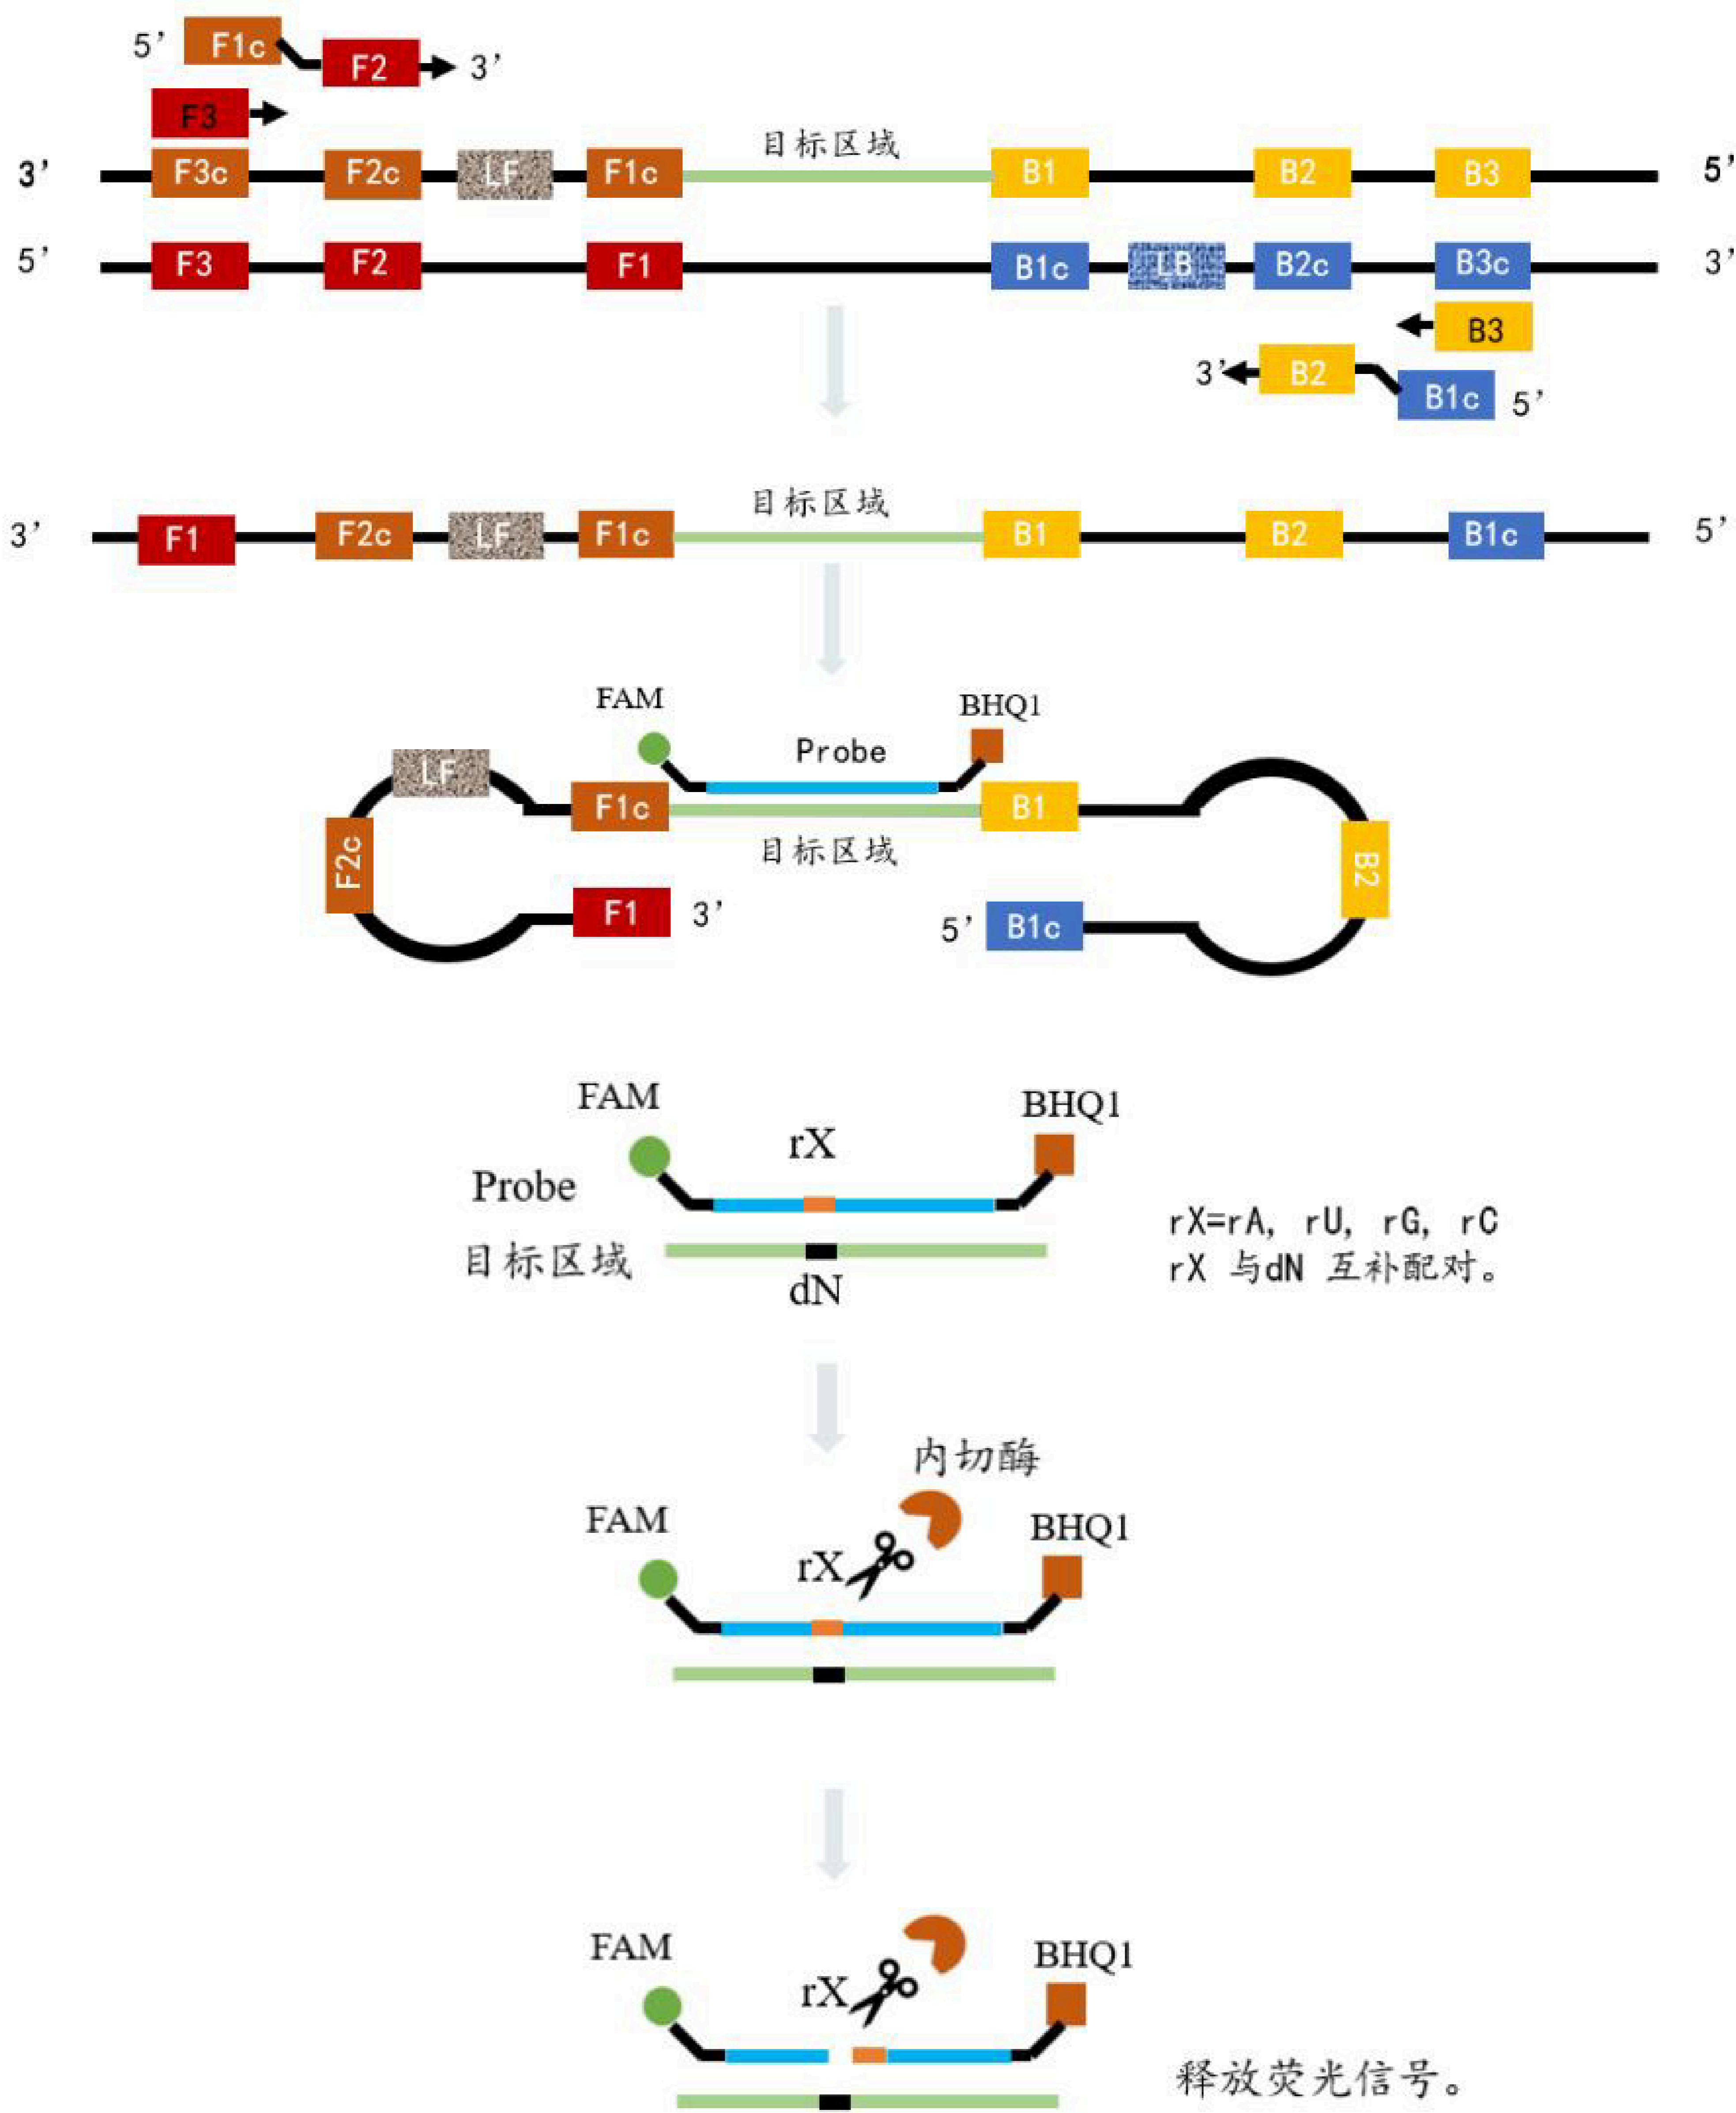 5’ F1c F2 3’
F3
目标区域
3’ F3c F2c LF F1c B1 B2 B3 5’
5’ F3 F2 F1 B1c LB B2c B3c 3’
B3
3’ B2 B1c 5’
目标区域
3’ F1 F2c LF F1c B1 B2 B1c 5’
FAM BHQ1
Probe
LF
F1c B1
目标区域
F2c B2
F1 3’ 5’ B1c
FAM BHQ1
rX
Probe
rX=rA, rU, rG, rC
目标区域
rX 与dN 互补配对。
dN
内切酶
FAM BHQ1
rX
FAM BHQ1
rX
释放荧光信号。